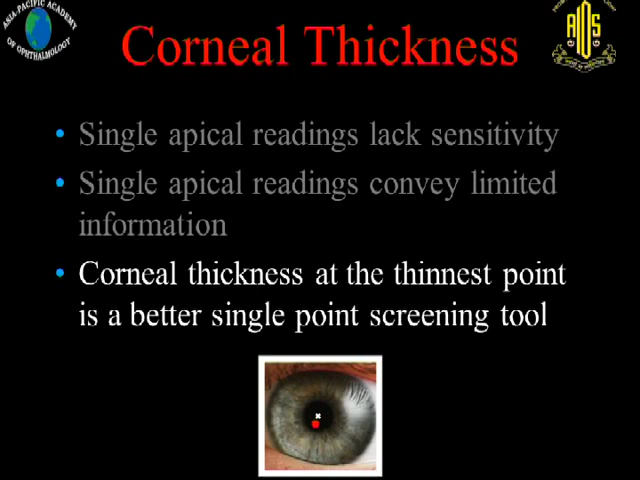 ASIA-PACIFIC ACADEMY
OF OPHTHALMOLOGY
AIOS
Corneal Thickness
• Single apical readings lack sensitivity
• Single apical readings convey limited
information
• Corneal thickness at the thinnest point
is a better single point screening tool